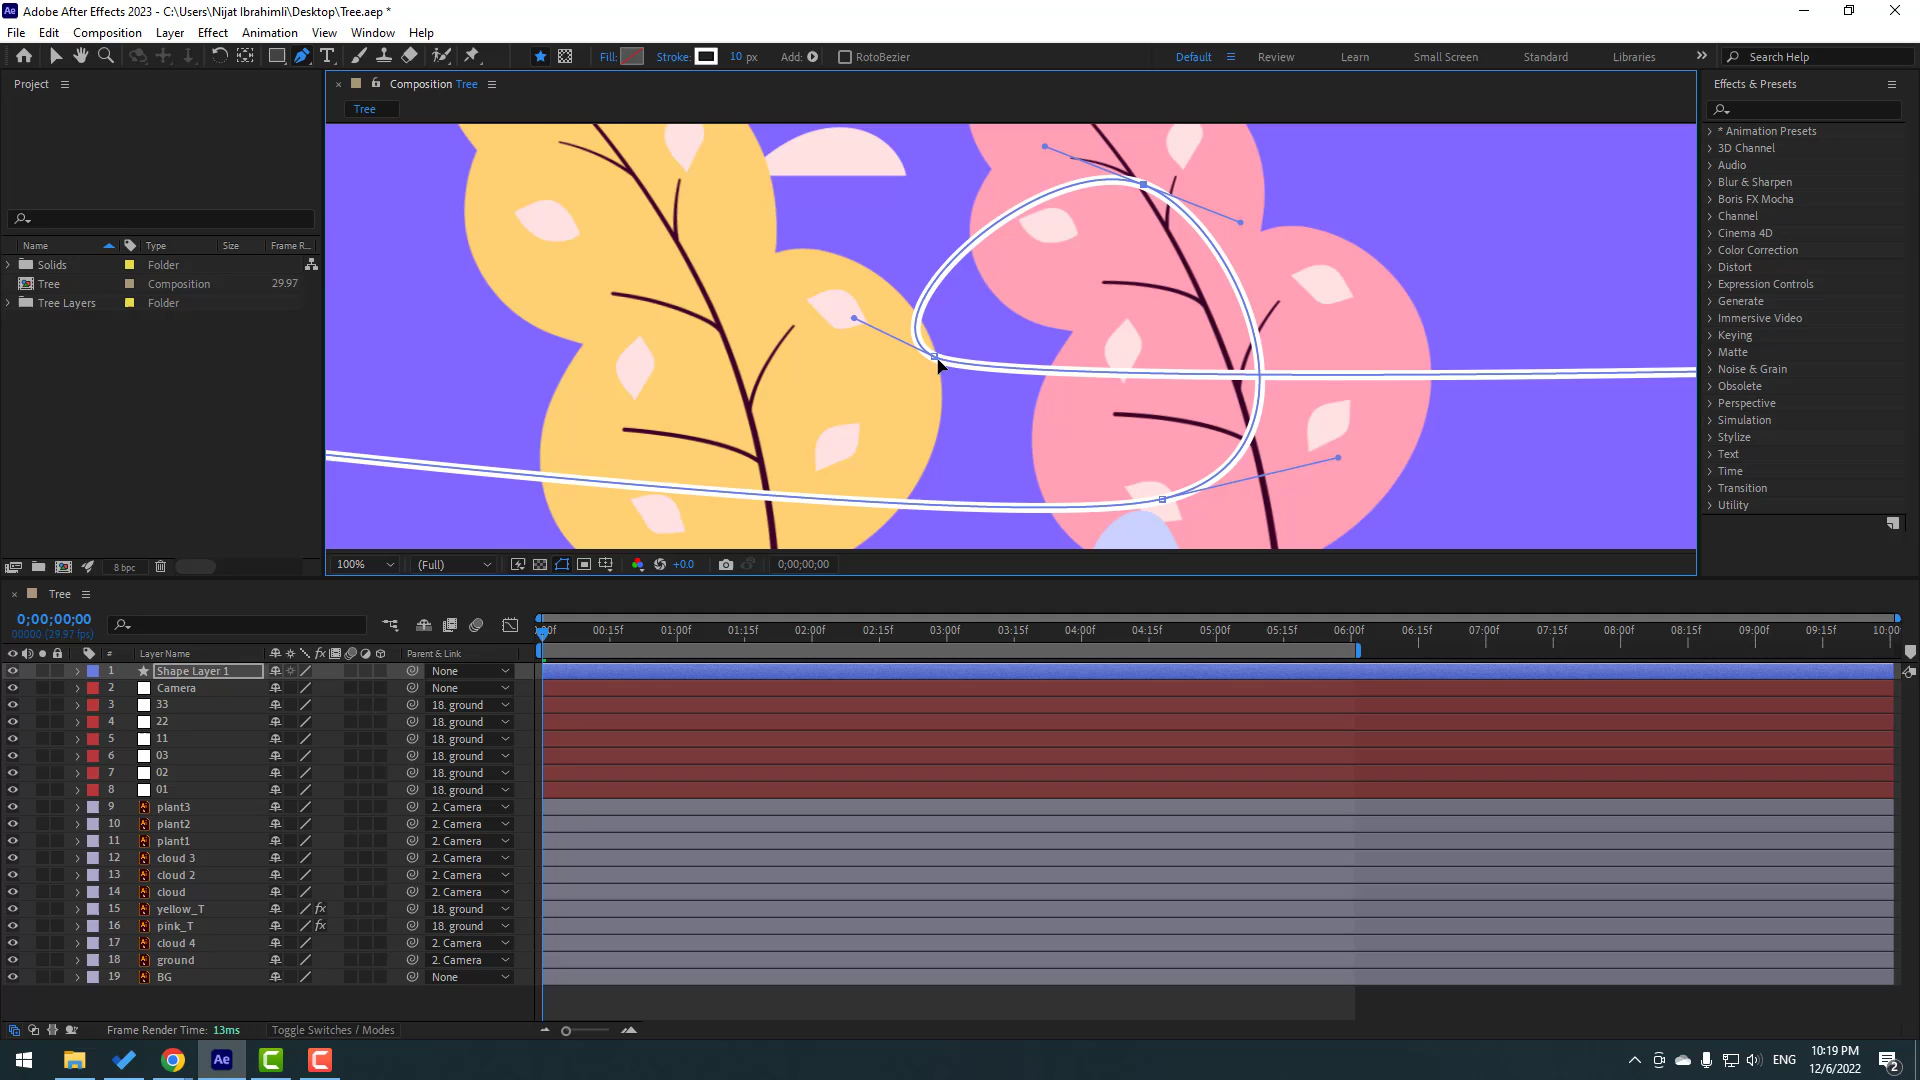 Ae Adobe After Effects 2023 - C:\Users\Nijat Ibrahimli\Desktop\Tree.aep *
File Edit Composition Layer Effect Animation View Window Help
Fill: Stroke: 10 px Add: RotoBezier Default Review Learn Small Screen Standard Libraries Search Help
Project
Composition Tree
Effects & Presets
Tree
Name Type Size Frame R...
Solids Folder
Tree Composition 29.97
Tree Layers Folder
* Animation Presets
3D Channel
Audio
Blur & Sharpen
Boris FX Mocha
Channel
Cinema 4D
Color Correction
Distort
Expression Controls
Generate
Immersive Video
Keying
Matte
Noise & Grain
Obsolete
Perspective
Simulation
Stylize
Text
Time
Transition
Utility
8 bpc
100% (Full) +0.0 0;00;00;00
Tree
0;00;00;00
00000 (29.97 fps)
00:15f 01:00f 01:15f 02:00f 02:15f 03:00f 03:15f 04:00f 04:15f 05:00f 05:15f 06:00f 06:15f 07:00f 07:15f 08:00f 08:15f 09:00f 09:15f 10:00f
# Layer Name Parent & Link
1 Shape Layer 1 None
2 Camera None
3 33 18. ground
4 22 18. ground
5 11 18. ground
6 03 18. ground
7 02 18. ground
8 01 18. ground
9 plant3 2. Camera
10 plant2 2. Camera
11 plant1 2. Camera
12 cloud 3 2. Camera
13 cloud 2 2. Camera
14 cloud 2. Camera
15 yellow_T fx 18. ground
16 pink_T fx 18. ground
17 cloud 4 2. Camera
18 ground 2. Camera
19 BG None
Frame Render Time: 13ms Toggle Switches / Modes
Ae
ENG
10:19 PM
12/6/2022
2